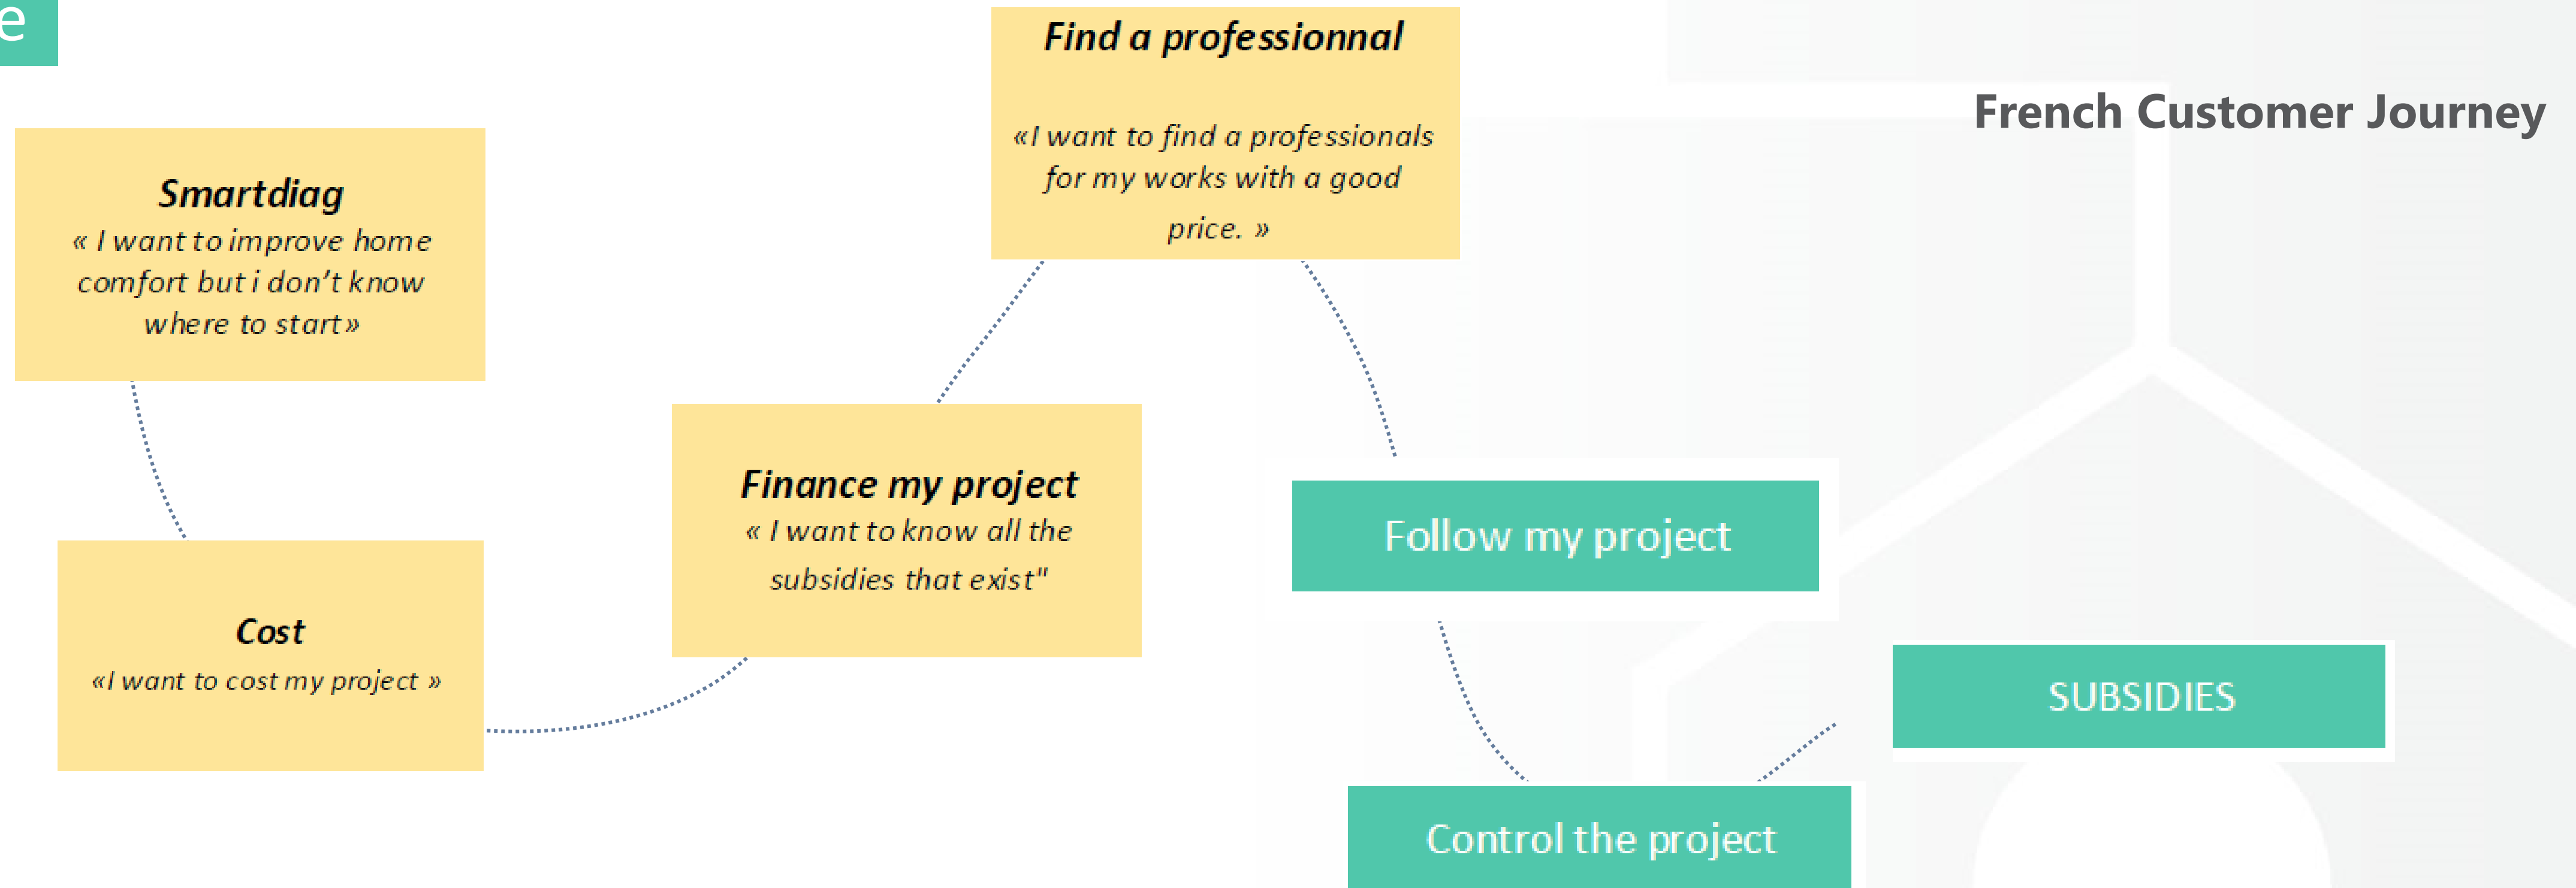 e
French Customer Journey
Smartdiag
« I want to improve home
comfort but i don’t know
where to start»
Cost
«I want to cost my project »
Finance my project
« I want to know all the
subsidies that exist"
Find a professionnal
«I want to find a professionals
for my works with a good
price. »
Follow my project
Control the project
SUBSIDIES